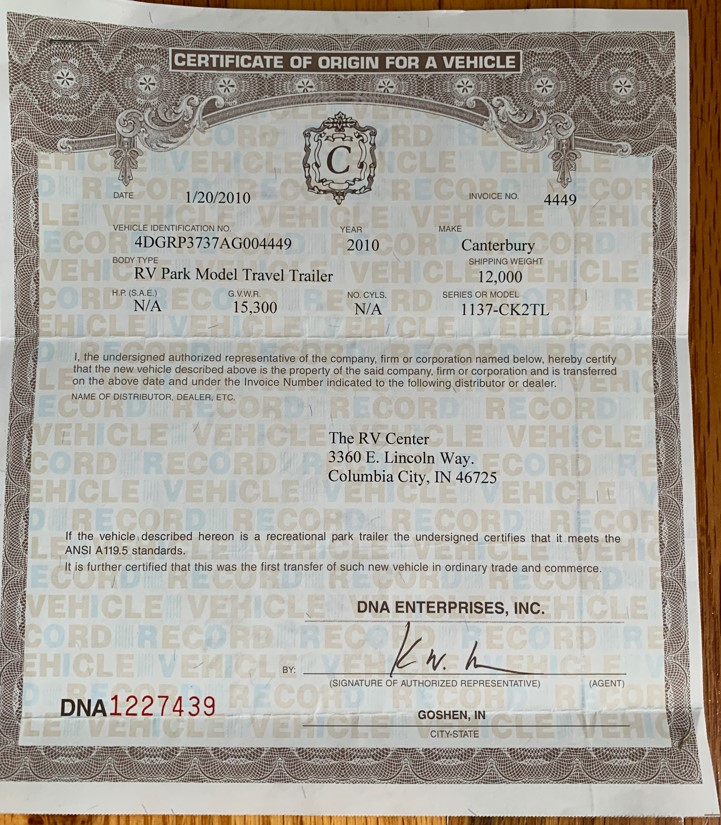 CERTIFICATE OF ORIGIN FOR A VEHICLE
C
DATE 1/20/2010 INVOICE NO. 4449
VEHICLE IDENTIFICATION NO. YEAR MAKE
4DGRP3737AG004449 2010 Canterbury
BODY TYPE SHIPPING WEIGHT
RV Park Model Travel Trailer 12,000
H.P. (S.A.E.) G.V.W.R. NO. CYLS. SERIES OR MODEL
N/A 15,300 N/A 1137-CK2TL
I, the undersigned authorized representative of the company, firm or corporation named below, hereby certify
that the new vehicle described above is the property of the said company, firm or corporation and is transferred
on the above date and under the Invoice Number indicated to the following distributor or dealer.
NAME OF DISTRIBUTOR, DEALER, ETC.
The RV Center
3360 E. Lincoln Way.
Columbia City, IN 46725
If the vehicle described hereon is a recreational park trailer the undersigned certifies that it meets the
ANSI A119.5 standards.
It is further certified that this was the first transfer of such new vehicle in ordinary trade and commerce.
DNA ENTERPRISES, INC.
BY:
(SIGNATURE OF AUTHORIZED REPRESENTATIVE) (AGENT)
DNA1227439
GOSHEN, IN
CITY-STATE